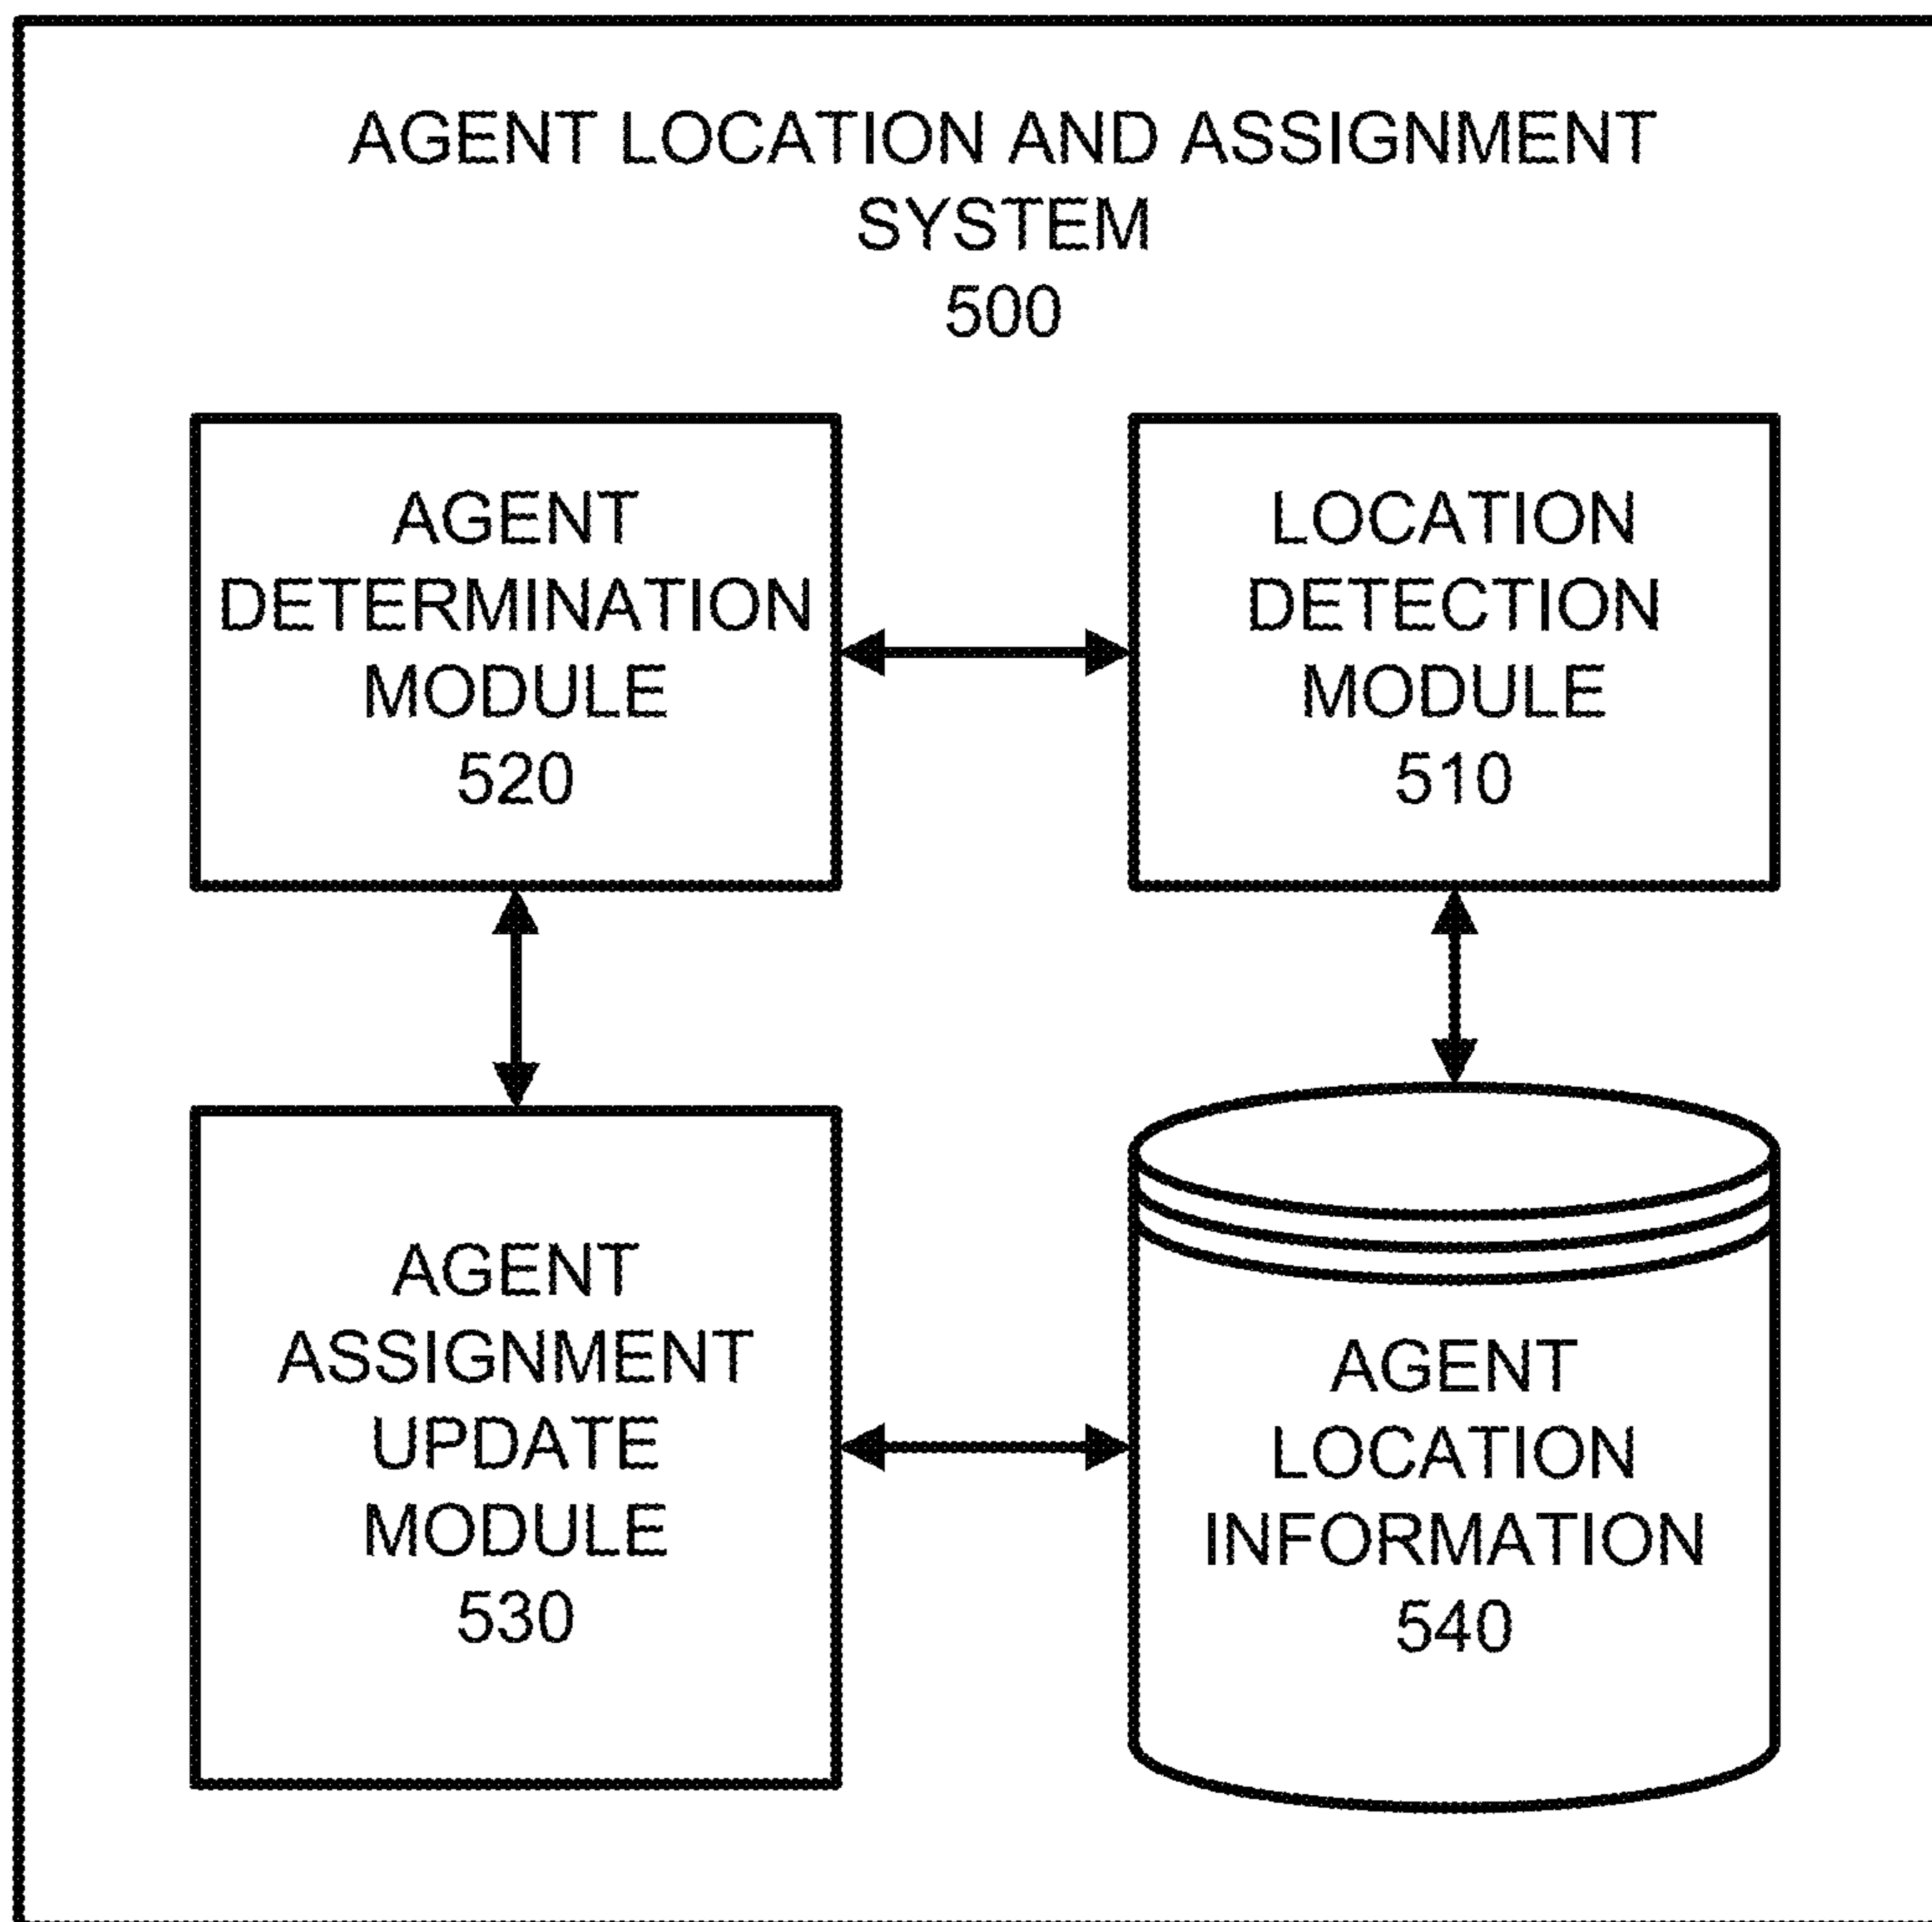 AGENT LOCATION AND ASSIGNMENT
SYSTEM
500
AGENT
DETERMINATION
MODULE
520
LOCATION
DETECTION
MODULE
510
AGENT
ASSIGNMENT
UPDATE
MODULE
530
AGENT
LOCATION
INFORMATION
540